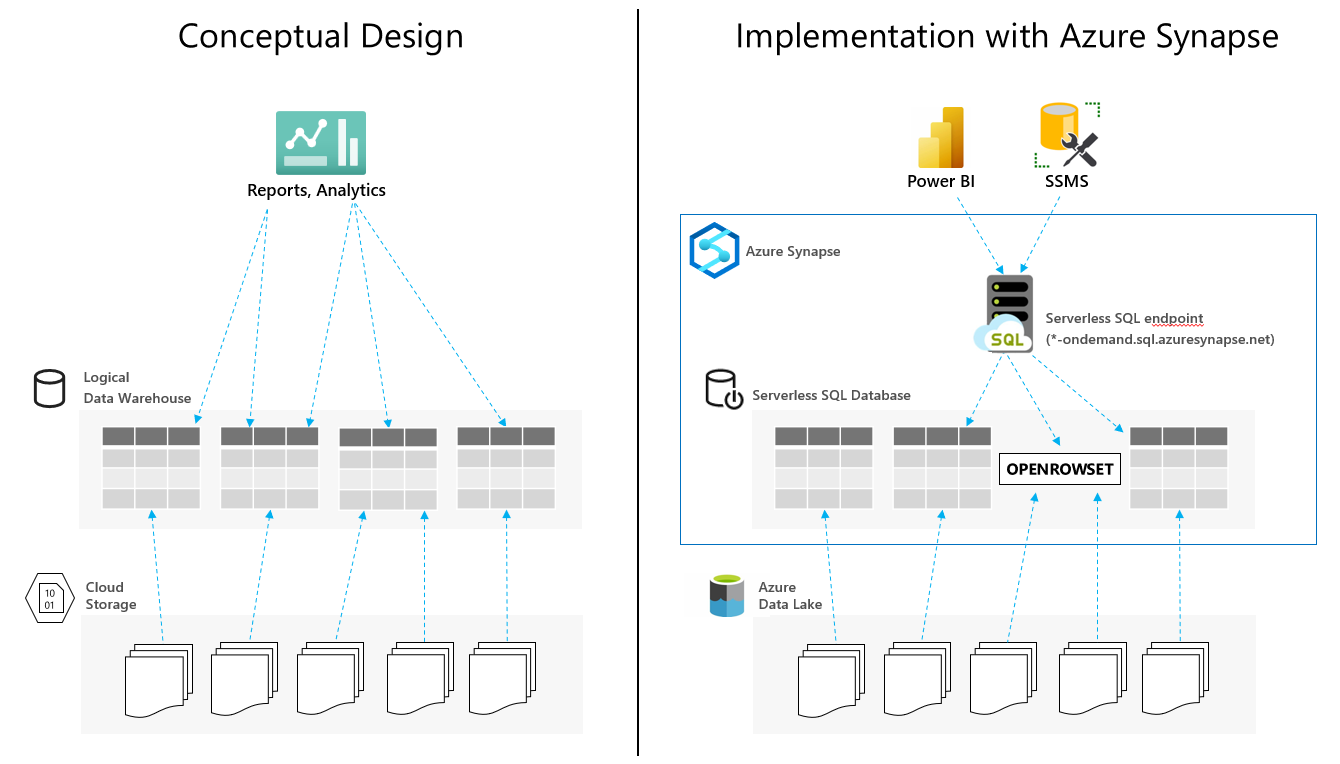 Conceptual Design
Reports, Analytics
Logical
Data Warehouse
10
01
Cloud
Storage
Implementation with Azure Synapse
Power BI
SSMS
Azure Synapse
SQL
Serverless SQL endpoint
(*-ondemand.sql.azuresynapse.net)
Serverless SQL Database
OPENROWSET
Azure
Data Lake